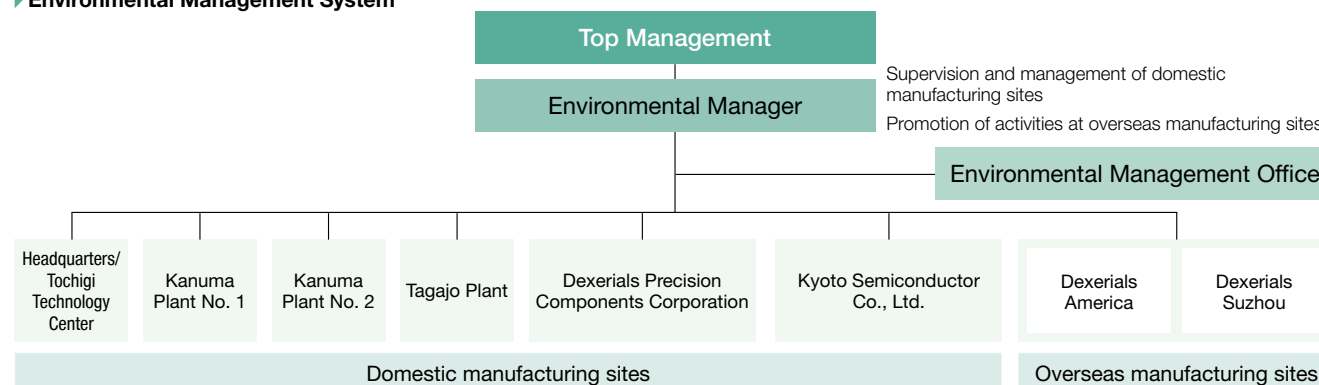 Environmental Management System
Top Management
Environmental Manager
Supervision and management of domestic
manufacturing sites
Promotion of activities at overseas manufacturing sites
Environmental Management Office
Headquarters/
Tochigi
Technology
Center
Kanuma
Plant No. 1
Kanuma
Plant No. 2
Tagajo Plant
Dexerials Precision
Components Corporation
Kyoto Semiconductor
Co., Ltd.
Dexerials
America
Dexerials
Suzhou
Domestic manufacturing sites
Overseas manufacturing sites